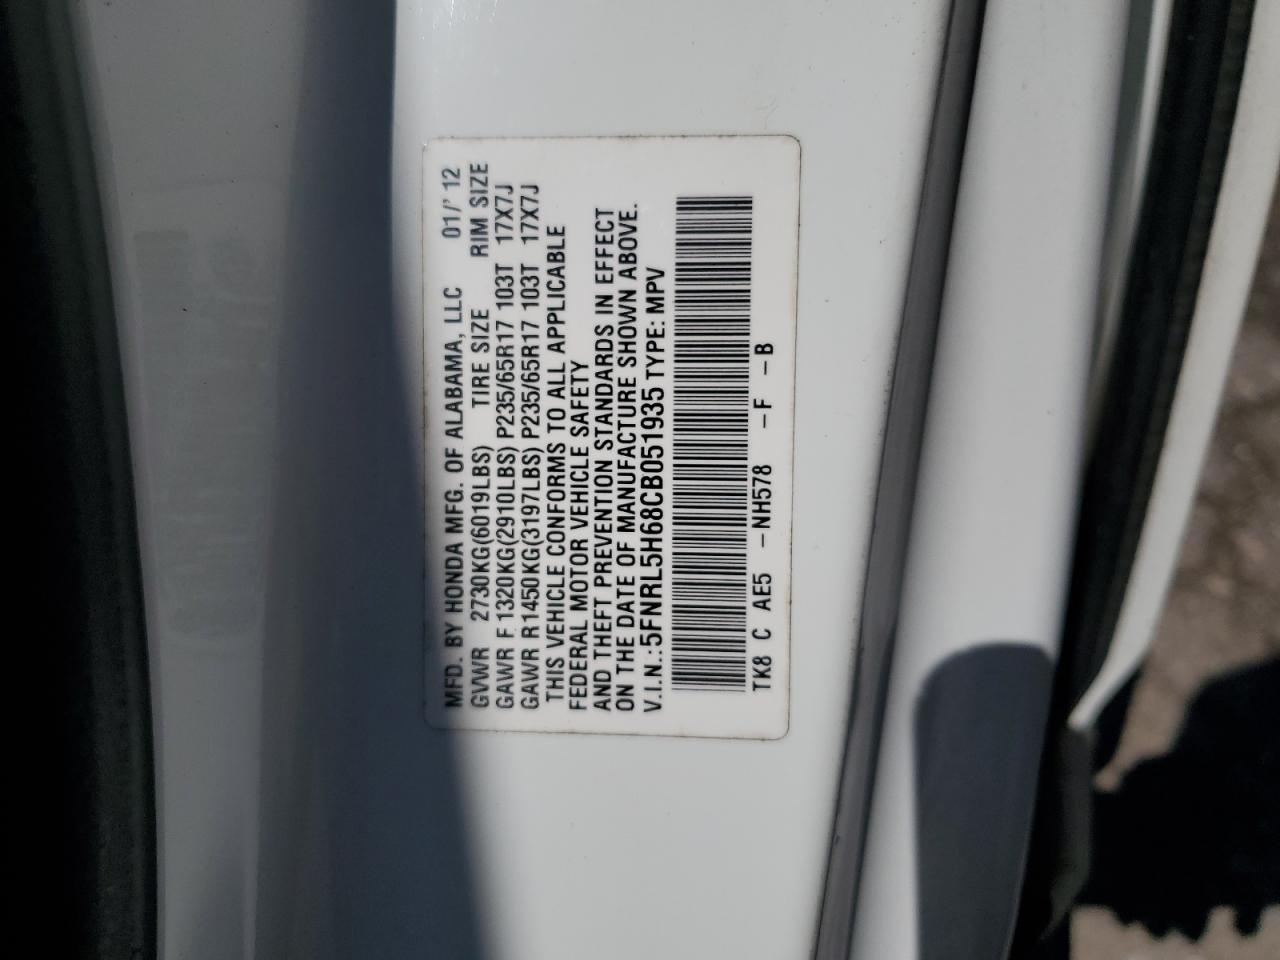 MFD. BY HONDA MFG. OF ALABAMA, LLC 01/'12
GVWR 2730KG(6019LBS) TIRE SIZE RIM SIZE
GAWR F 1320KG(2910LBS) P235/65R17 103T 17X7J
GAWR R 1450KG(3197LBS) P235/65R17 103T 17X7J
THIS VEHICLE CONFORMS TO ALL APPLICABLE
FEDERAL MOTOR VEHICLE SAFETY
AND THEFT PREVENTION STANDARDS IN EFFECT
ON THE DATE OF MANUFACTURE SHOWN ABOVE.
V.I.N.: 5FNRL5H68CB051935 TYPE: MPV
TK8 C AE5 -NH578 -F -B